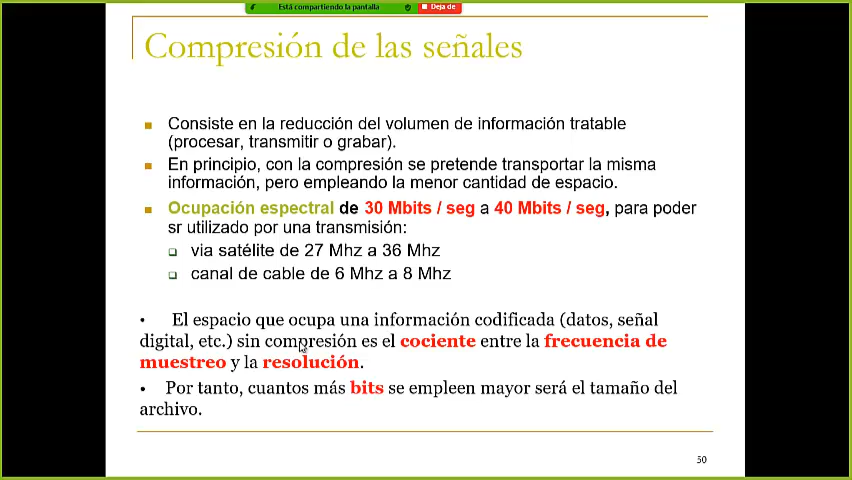 Está compartiendo la pantalla
Deja de
Compresión de las señales
Consiste en la reducción del volumen de información tratable
(procesar, transmitir o grabar).
En principio, con la compresión se pretende transportar la misma
información, pero empleando la menor cantidad de espacio.
Ocupación espectral de 30 Mbits / seg a 40 Mbits / seg, para poder
sr utilizado por una transmisión:
via satélite de 27 Mhz a 36 Mhz
canal de cable de 6 Mhz a 8 Mhz
• El espacio que ocupa una información codificada (datos, señal
digital, etc.) sin compresión es el cociente entre la frecuencia de
muestreo y la resolución.
• Por tanto, cuantos más bits se empleen mayor será el tamaño del
archivo.
50